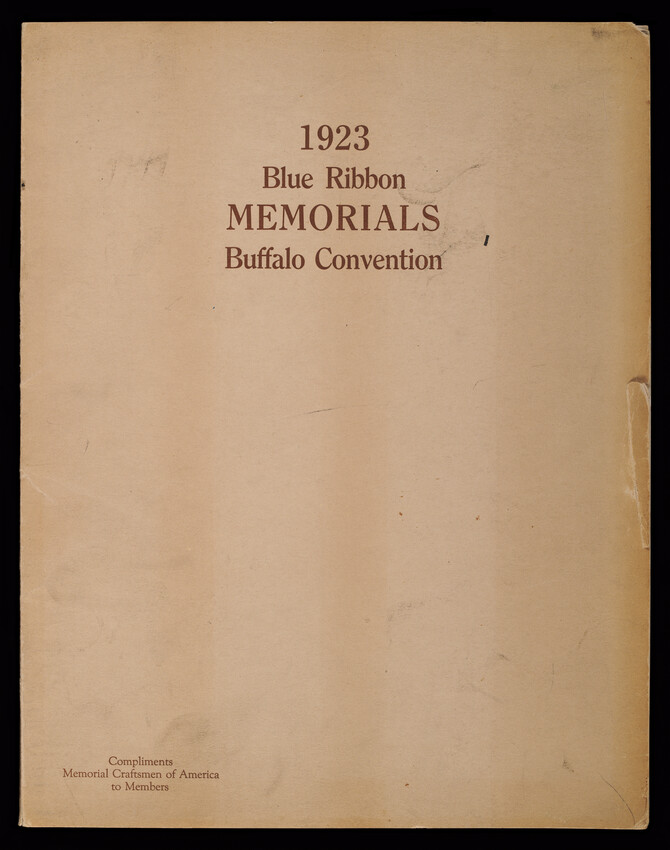 1923
Blue Ribbon
MEMORIALS
Buffalo Convention
Compliments
Memorial Craftsmen of America
to Members